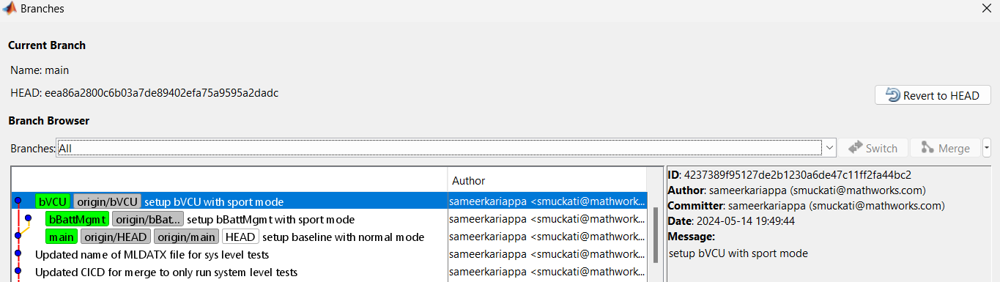 Branches
Current Branch
Name: main
HEAD: eea86a2800c6b03a7de89402efa75a9595a2dadc
Revert to HEAD
Branch Browser
Branches: All
Switch
Merge
Author
bVCU origin/bVCU setup bVCU with sport mode sameerkariappa <smuckati@mathwork...
bBattMgmt origin/bBat... setup bBattMgmt with sport mode sameerkariappa <smuckati@mathwork...
main origin/HEAD origin/main HEAD setup baseline with normal mode sameerkariappa <smuckati@mathwork...
Updated name of MLDATX file for sys level tests sameerkariappa <smuckati@mathwork...
Updated CICD for merge to only run system level tests sameerkariappa <smuckati@mathwork...
ID: 4237389f95127de2b1230a6de47c11ff2fa44bc2
Author: sameerkariappa (smuckati@mathworks.com)
Committer: sameerkariappa (smuckati@mathworks.com)
Date: 2024-05-14 19:49:44
Message:
setup bVCU with sport mode